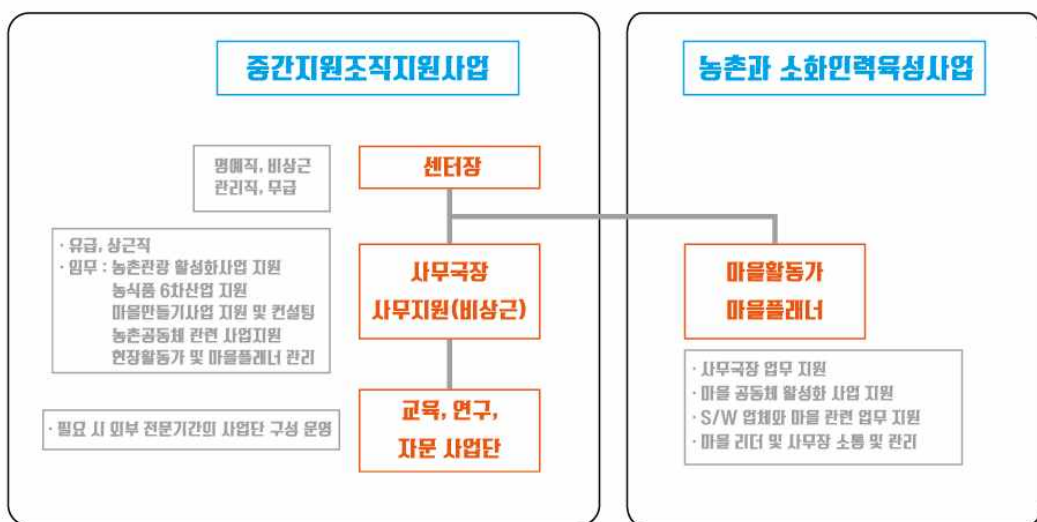 중간지원조직지원사업
명예직, 비상근
관리직, 무급
센터장
· 유급, 상근직
· 임무 : 농촌관광 활성화사업 지원
농식품 6차산업 지원
마을만들기사업 지원 및 컨설팅
농촌공동체 관련 사업지원
현장활동가 및 마을플래너 관리
사무국장
사무지원(비상근)
· 필요 시 외부 전문기간의 사업단 구성 운영
교육, 연구,
자문 사업단
농촌과 소화인력육성사업
마을활동가
마을플래너
· 사무국장 업무 지원
· 마을 공동체 활성화 사업 지원
· S/W 업체와 마을 관련 업무 지원
· 마을 리더 및 사무장 소통 및 관리